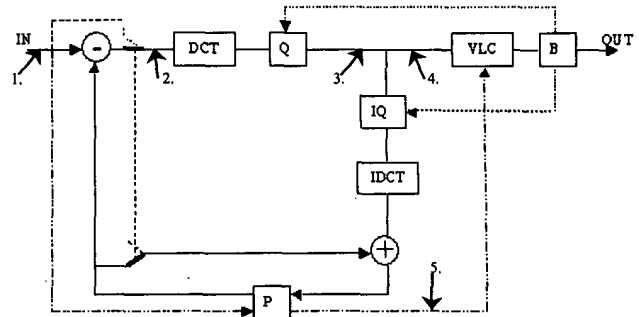 IN
OUT
-
DCT
Q
VLC
B
1.
2.
3.
4.
IQ
IDCT
+
5.
P